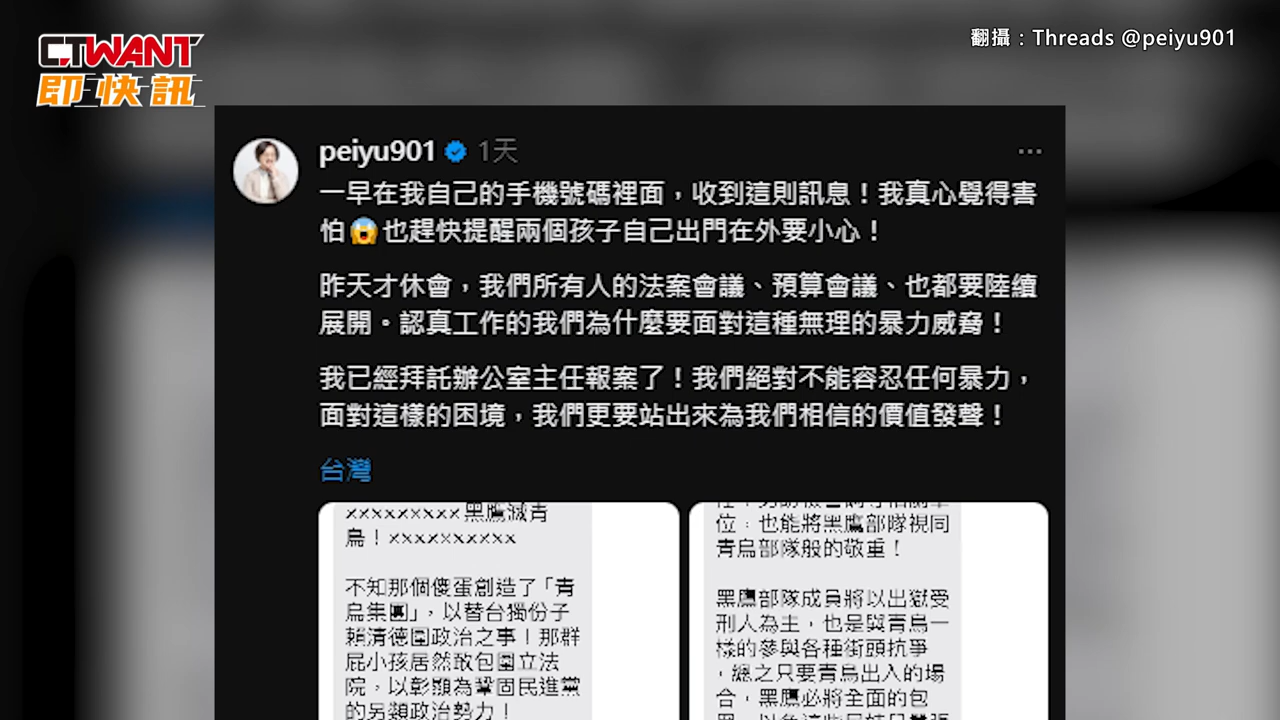 CTWANT
即快訊
翻攝：Threads @peiyu901
peiyu901 1天
一早在我自己的手機號碼裡面，收到這則訊息！我真心覺得害
怕😱也趕快提醒兩個孩子自己出門在外要小心！
昨天才休會，我們所有人的法案會議、預算會議、也都要陸續
展開。認真工作的我們為什麼要面對這種無理的暴力威脅！
我已經拜託辦公室主任報案了！我們絕對不能容忍任何暴力，
面對這樣的困境，我們更要站出來為我們相信的價值發聲！
台灣
xxxxxxxxxx黑鷹滅青
鳥！xxxxxxxxxxx
不知那個傻蛋創造了「青
鳥集團」，以替台獨份子
賴清德圖政治之事！那群
屁小孩居然敢包圍立法
院，以彰顯為鞏固民進黨
的另類政治勢力！
位，也能將黑鷹部隊視同
青鳥部隊般的敬重！
黑鷹部隊成員將以出獄受
刑人為主，也是與青鳥一
樣的參與各種街頭抗爭
，總之只要青鳥出入的場
合，黑鷹必將全面的包